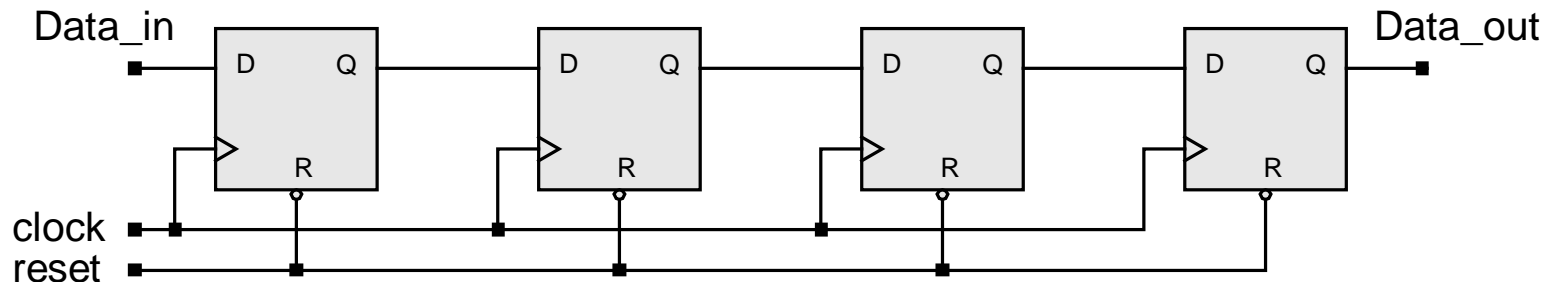 Data_in
Data_out
D Q D Q D Q D Q
R R R R
clock
reset